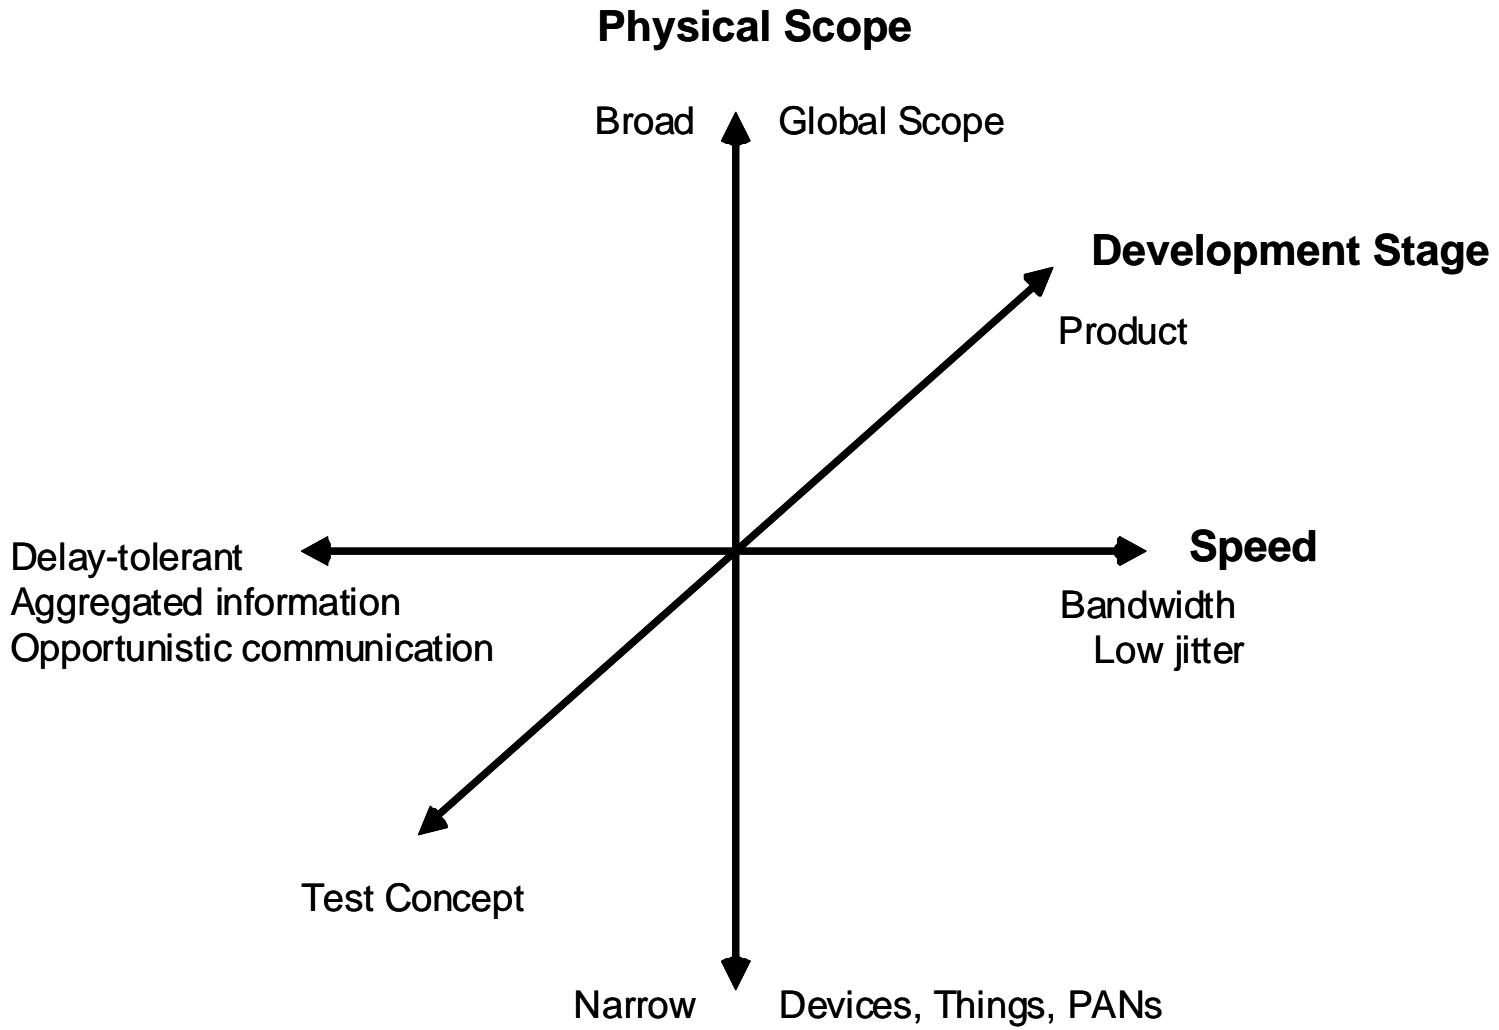 Physical Scope
Broad
Global Scope
Development Stage
Product
Speed
Bandwidth
Low jitter
Delay-tolerant
Aggregated information
Opportunistic communication
Test Concept
Narrow
Devices, Things, PANs